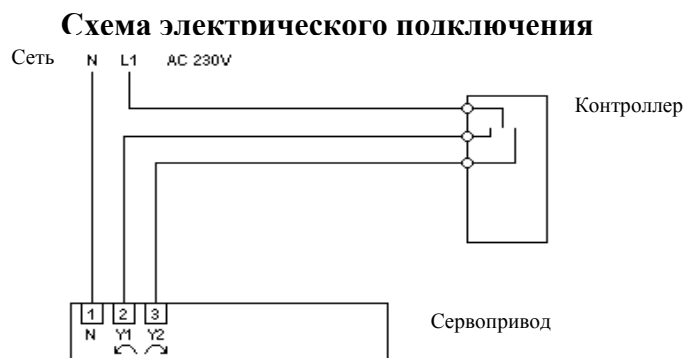 Схема электрического подключения
Сеть N L1 AC 230V
Контроллер
1 2 3
N Y1 Y2
Сервопривод